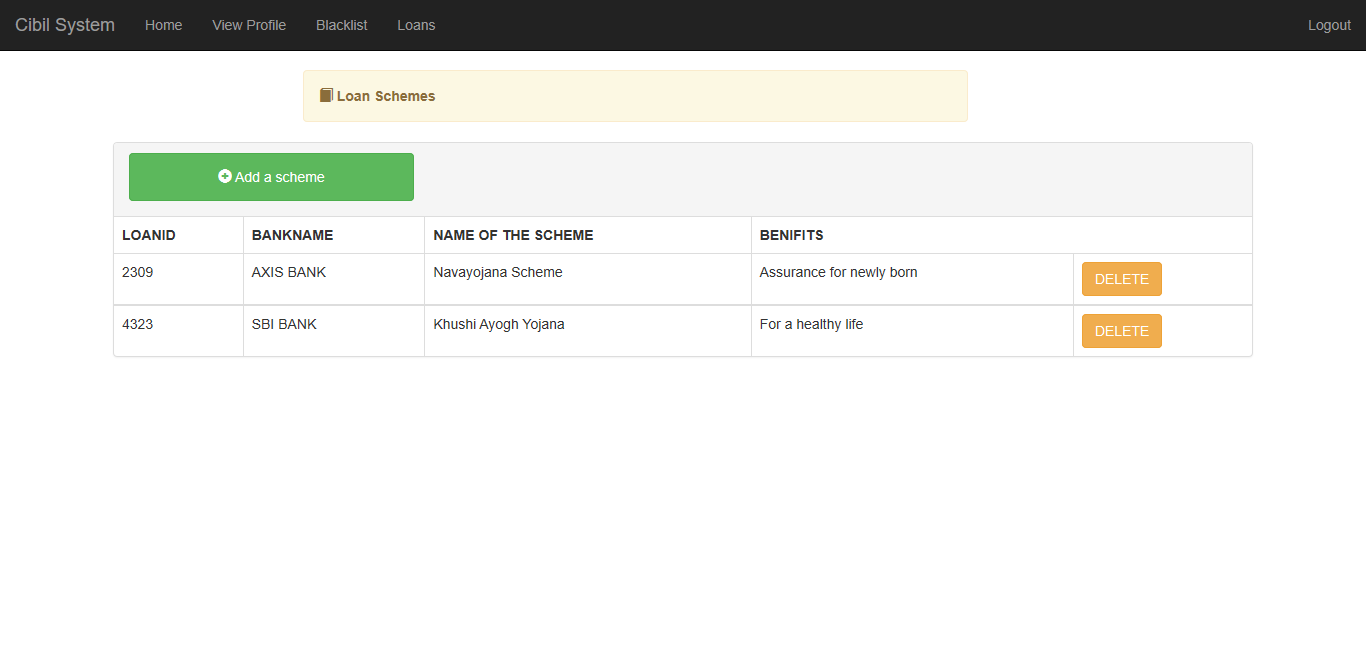 Cibil System Home View Profile Blacklist Loans Logout
Loan Schemes
Add a scheme
LOANID BANKNAME NAME OF THE SCHEME BENIFITS
2309 AXIS BANK Navayojana Scheme Assurance for newly born DELETE
4323 SBI BANK Khushi Ayogh Yojana For a healthy life DELETE